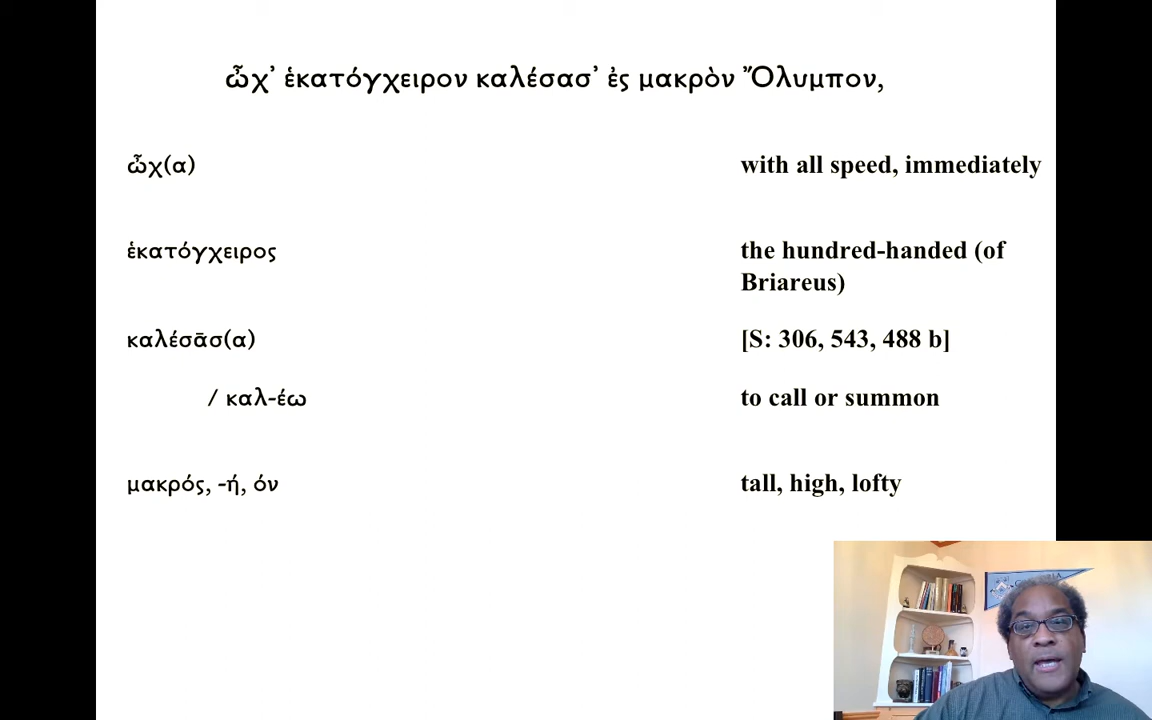 ὦχ’ ἑκατόγχειρον καλέσασ’ ἐς μακρὸν Ὄλυμπον,
ὦχ(α) with all speed, immediately
ἑκατόγχειρος the hundred-handed (of
Briareus)
καλέσᾱσ(α) [S: 306, 543, 488 b]
/ καλ-έω to call or summon
μακρός, -ή, όν tall, high, lofty